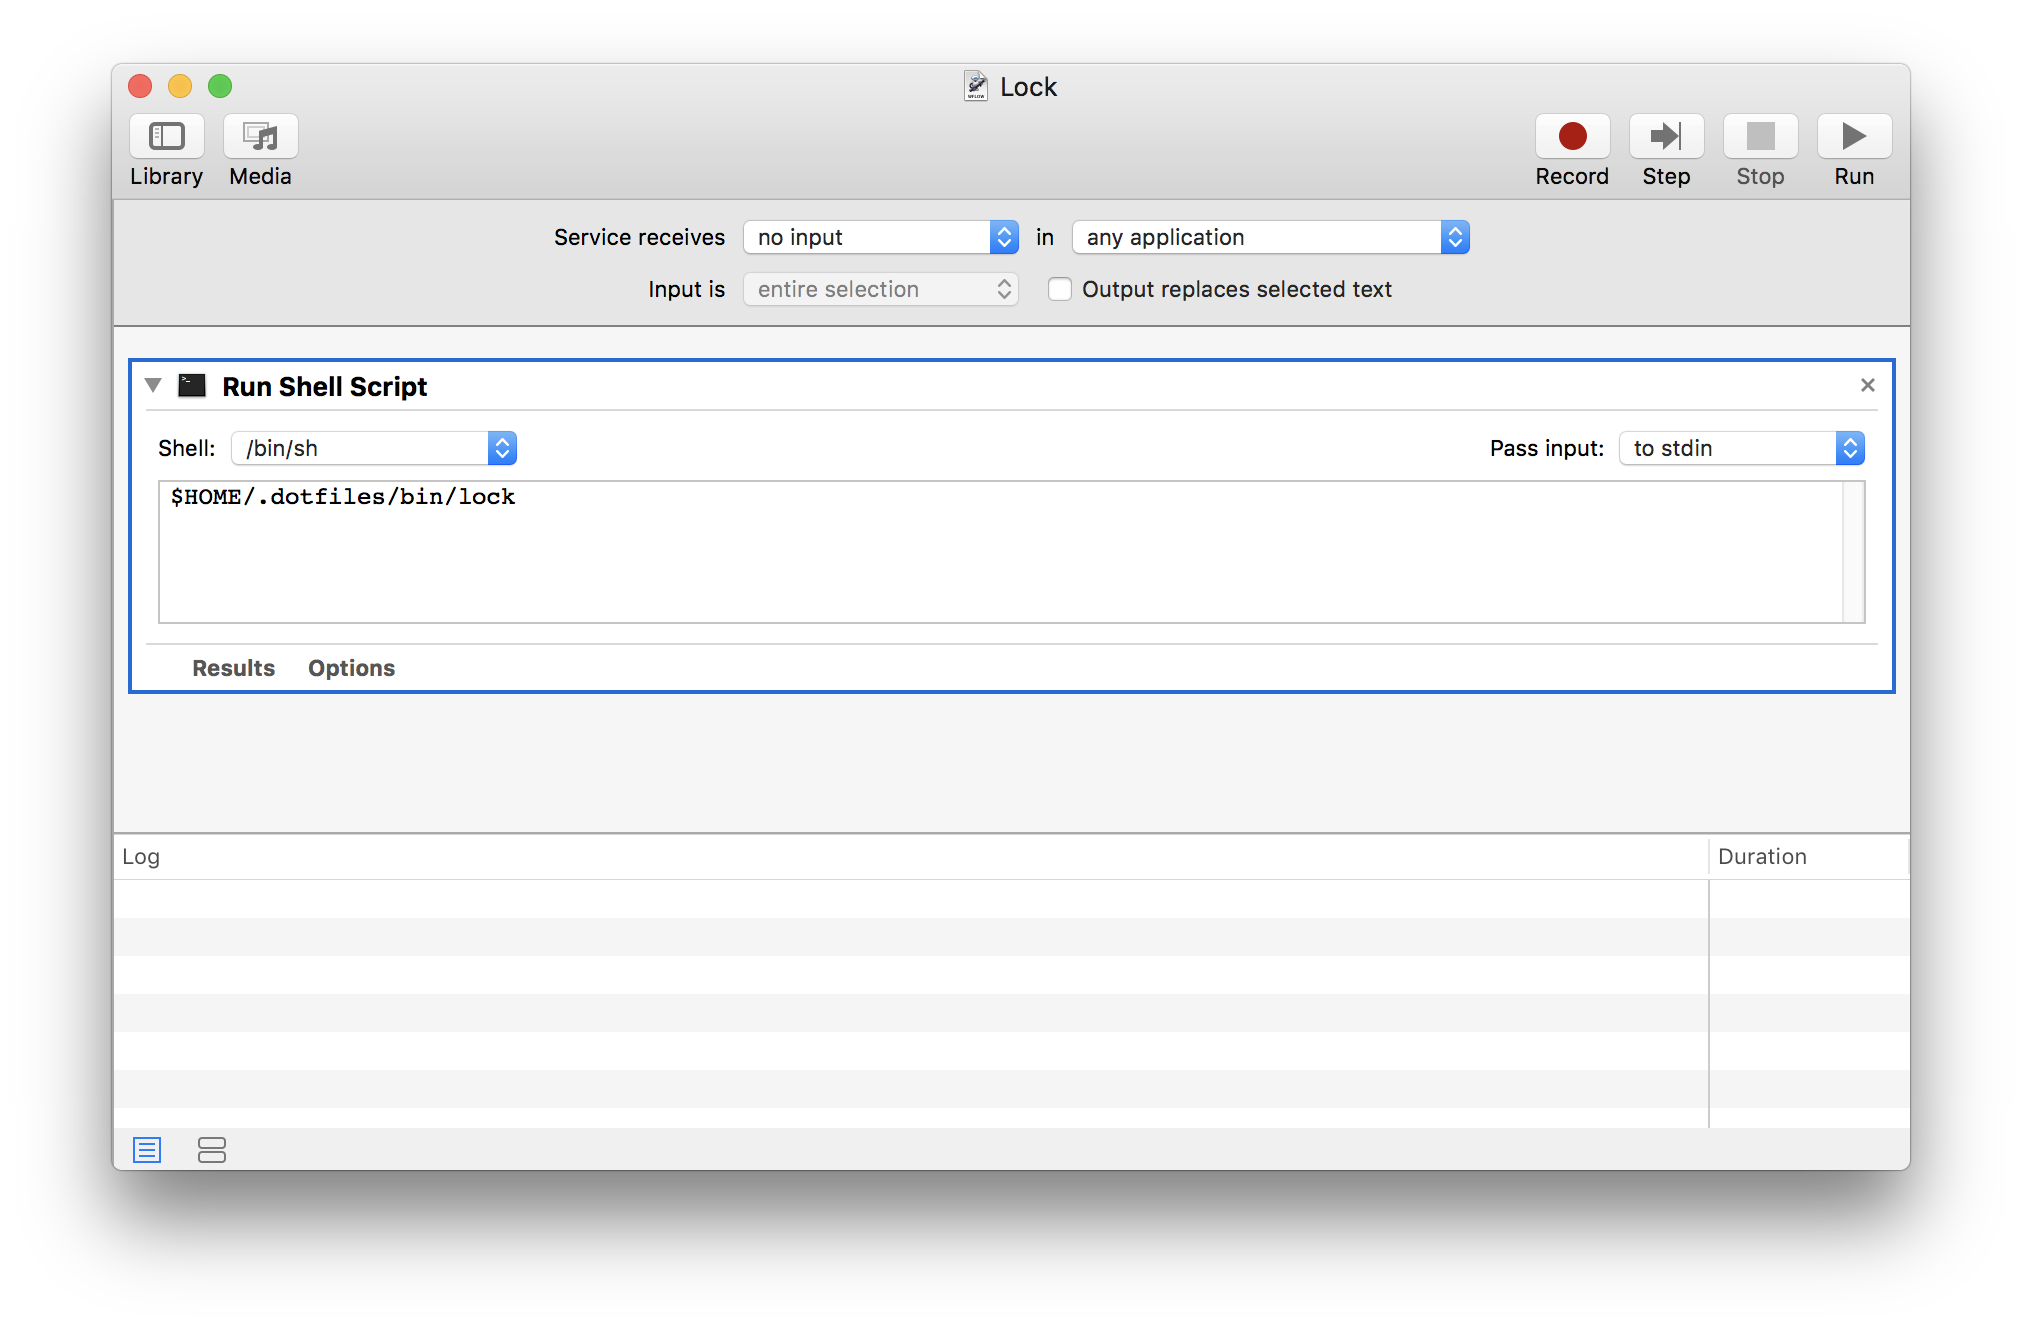 Lock
Library Media Record Step Stop Run
Service receives no input in any application
Input is entire selection Output replaces selected text
Run Shell Script
Shell: /bin/sh Pass input: to stdin
$HOME/.dotfiles/bin/lock
Results Options
Log Duration